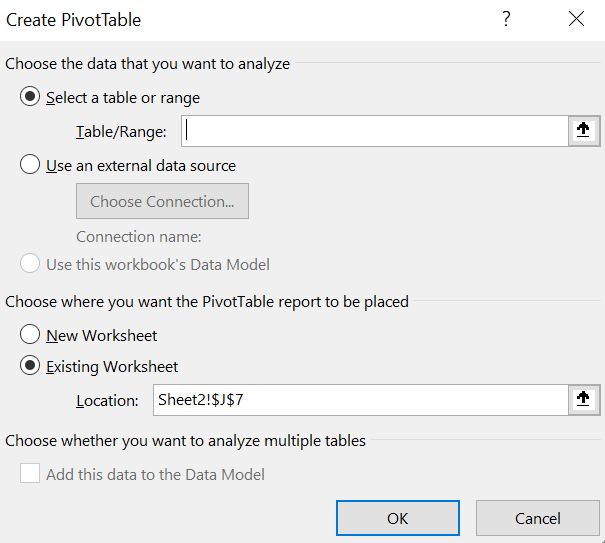 Create PivotTable ?
Choose the data that you want to analyze
Select a table or range
Table/Range:
Use an external data source
Choose Connection...
Connection name:
Use this workbook's Data Model
Choose where you want the PivotTable report to be placed
New Worksheet
Existing Worksheet
Location: Sheet2!$J$7
Choose whether you want to analyze multiple tables
Add this data to the Data Model
OK Cancel